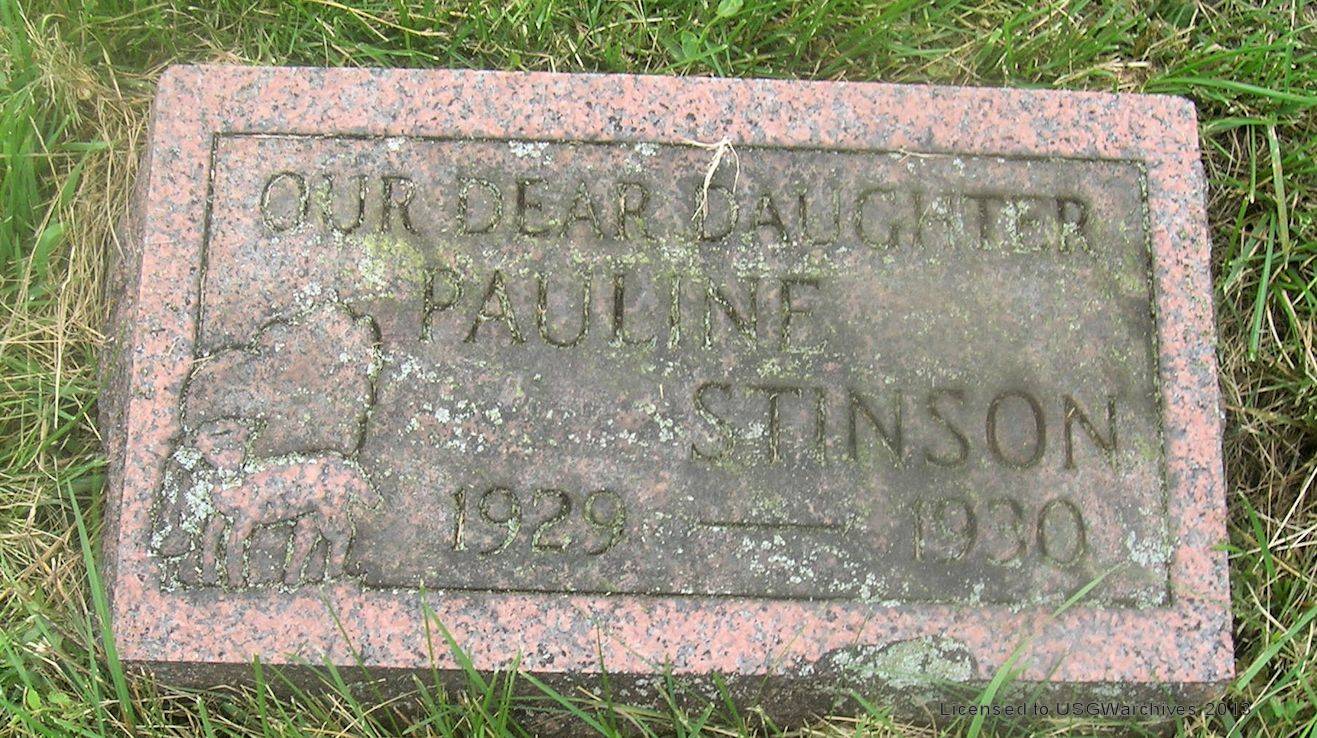 OUR DEAR DAUGHTER
PAULINE
STINSON
1929 — 1930
Licensed to USGWarchives 2013